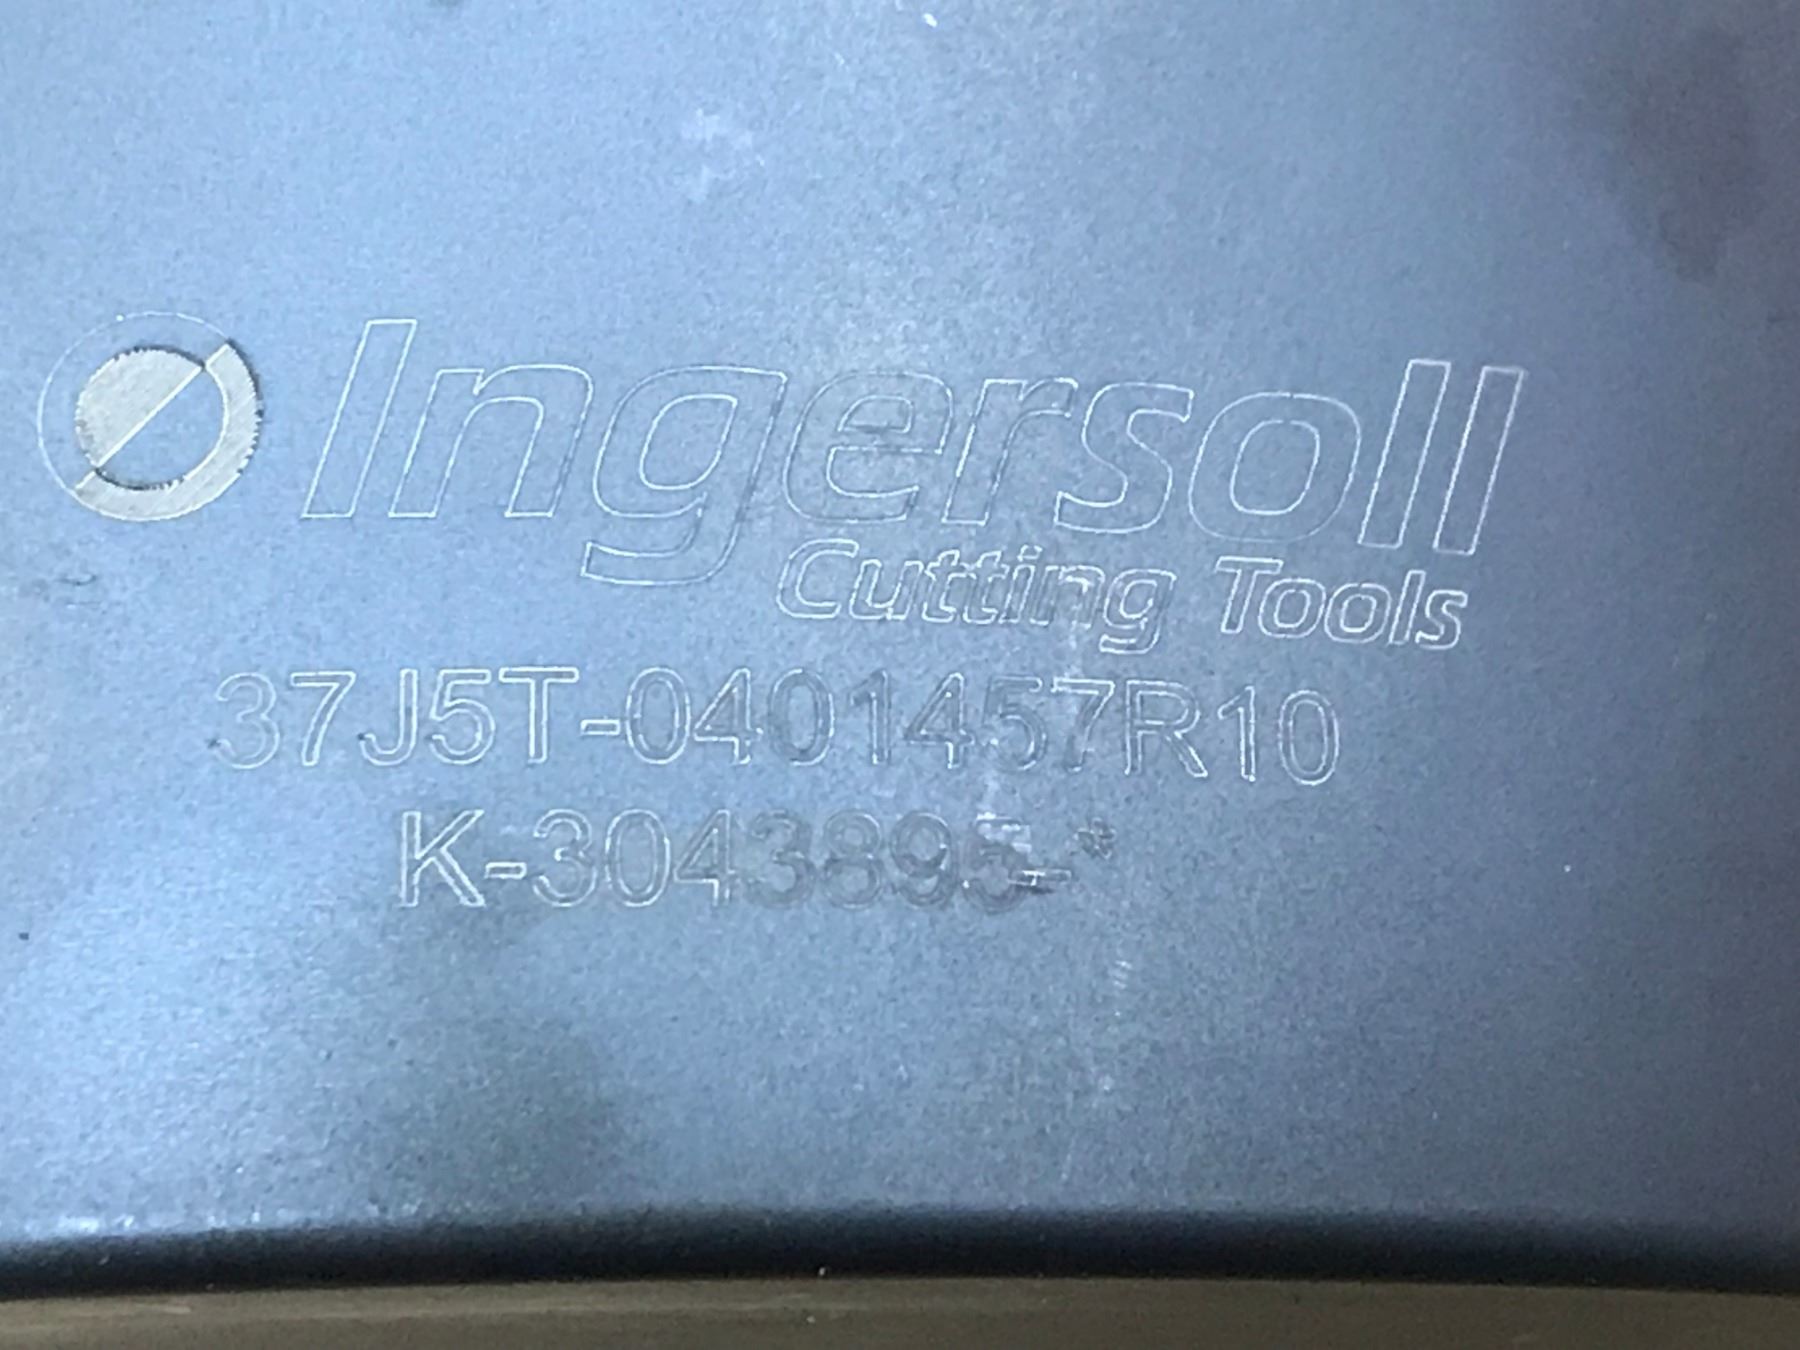 Ingersoll
Cutting Tools
37J5T-0401457R10
K-3043895-*